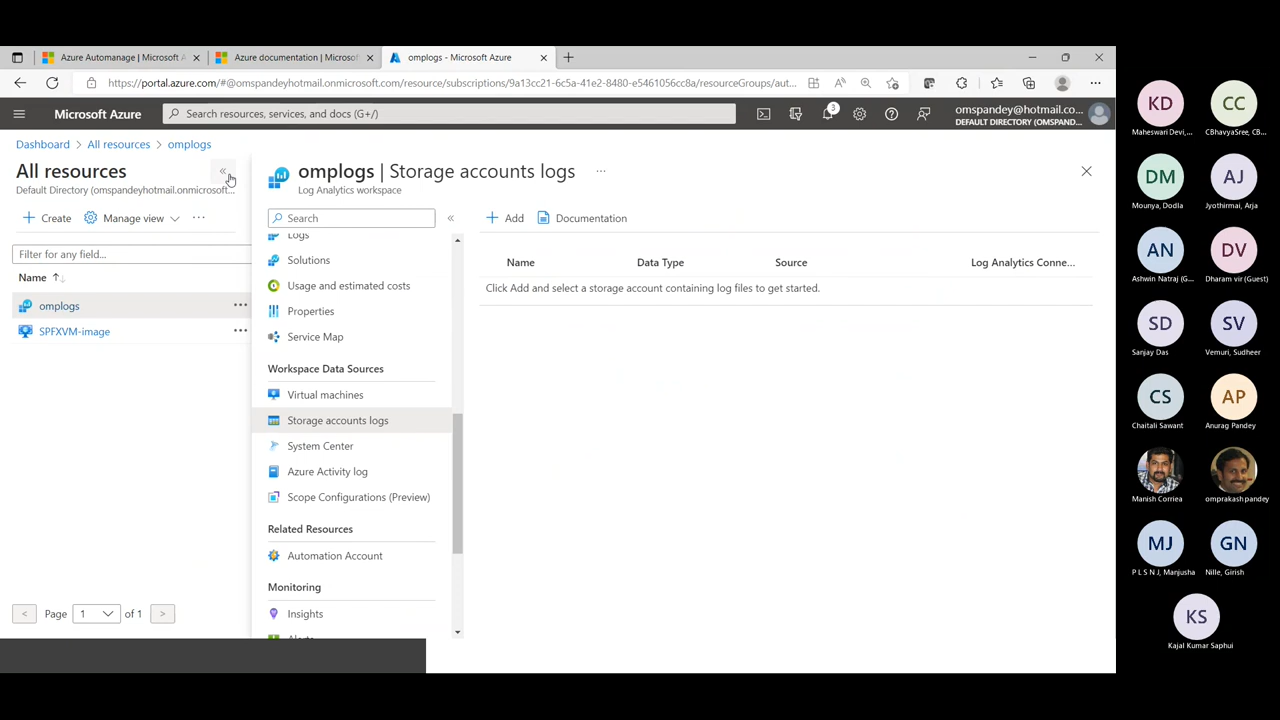 Azure Automanage | Microsoft A
Azure documentation | Microsof
omplogs - Microsoft Azure
https://portal.azure.com/#@omspandeyhotmail.onmicrosoft.com/resource/subscriptions/9a13cc21-6c5a-41e2-8480-e5461056cc8a/resourceGroups/aut...
Microsoft Azure
Search resources, services, and docs (G+/)
3
omspandey@hotmail.co...
DEFAULT DIRECTORY (OMSPAND...
Dashboard > All resources > omplogs
All resources
Default Directory (omspandeyhotmail.onmicrosoft...
Create
Manage view
...
Filter for any field...
Name
omplogs
SPFXVM-image
Page 1 of 1
omplogs | Storage accounts logs
...
Log Analytics workspace
Search
Logs
Solutions
Usage and estimated costs
Properties
Service Map
Workspace Data Sources
Virtual machines
Storage accounts logs
System Center
Azure Activity log
Scope Configurations (Preview)
Related Resources
Automation Account
Monitoring
Insights
Alerts
Add
Documentation
Name Data Type Source Log Analytics Conne...
Click Add and select a storage account containing log files to get started.
KD
Maheswari Devi,...
CC
CBhavyaSree, CB...
DM
Mounya, Dodla
AJ
Jyothirmai, Arja
AN
Ashwin Natraj (G...
DV
Dharam vir (Guest)
SD
Sanjay Das
SV
Vemuri, Sudheer
CS
Chaitali Sawant
AP
Anurag Pandey
Manish Corriea
omprakash pandey
MJ
P L S N J, Manjusha
GN
Nille, Girish
KS
Kajal Kumar Saphui